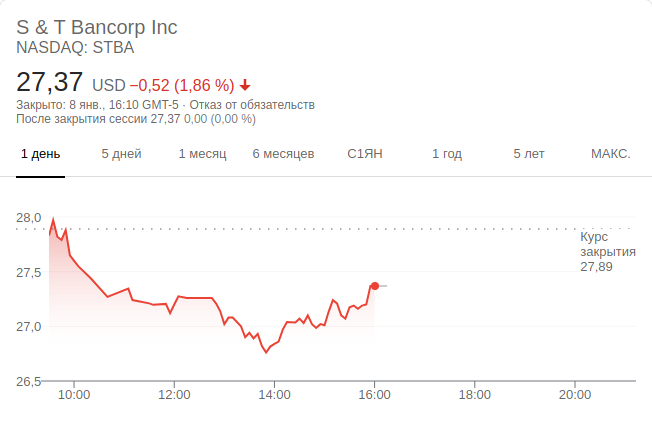 S & T Bancorp Inc
NASDAQ: STBA
27,37 USD −0,52 (1,86 %)
Закрыто: 8 янв., 16:10 GMT-5 · Отказ от обязательств
После закрытия сессии 27,37 0,00 (0,00 %)
1 день 5 дней 1 месяц 6 месяцев С1ЯН 1 год 5 лет МАКС.
28,0
Курс
закрытия
27,89
27,5
27,0
26,5
10:00 12:00 14:00 16:00 18:00 20:00